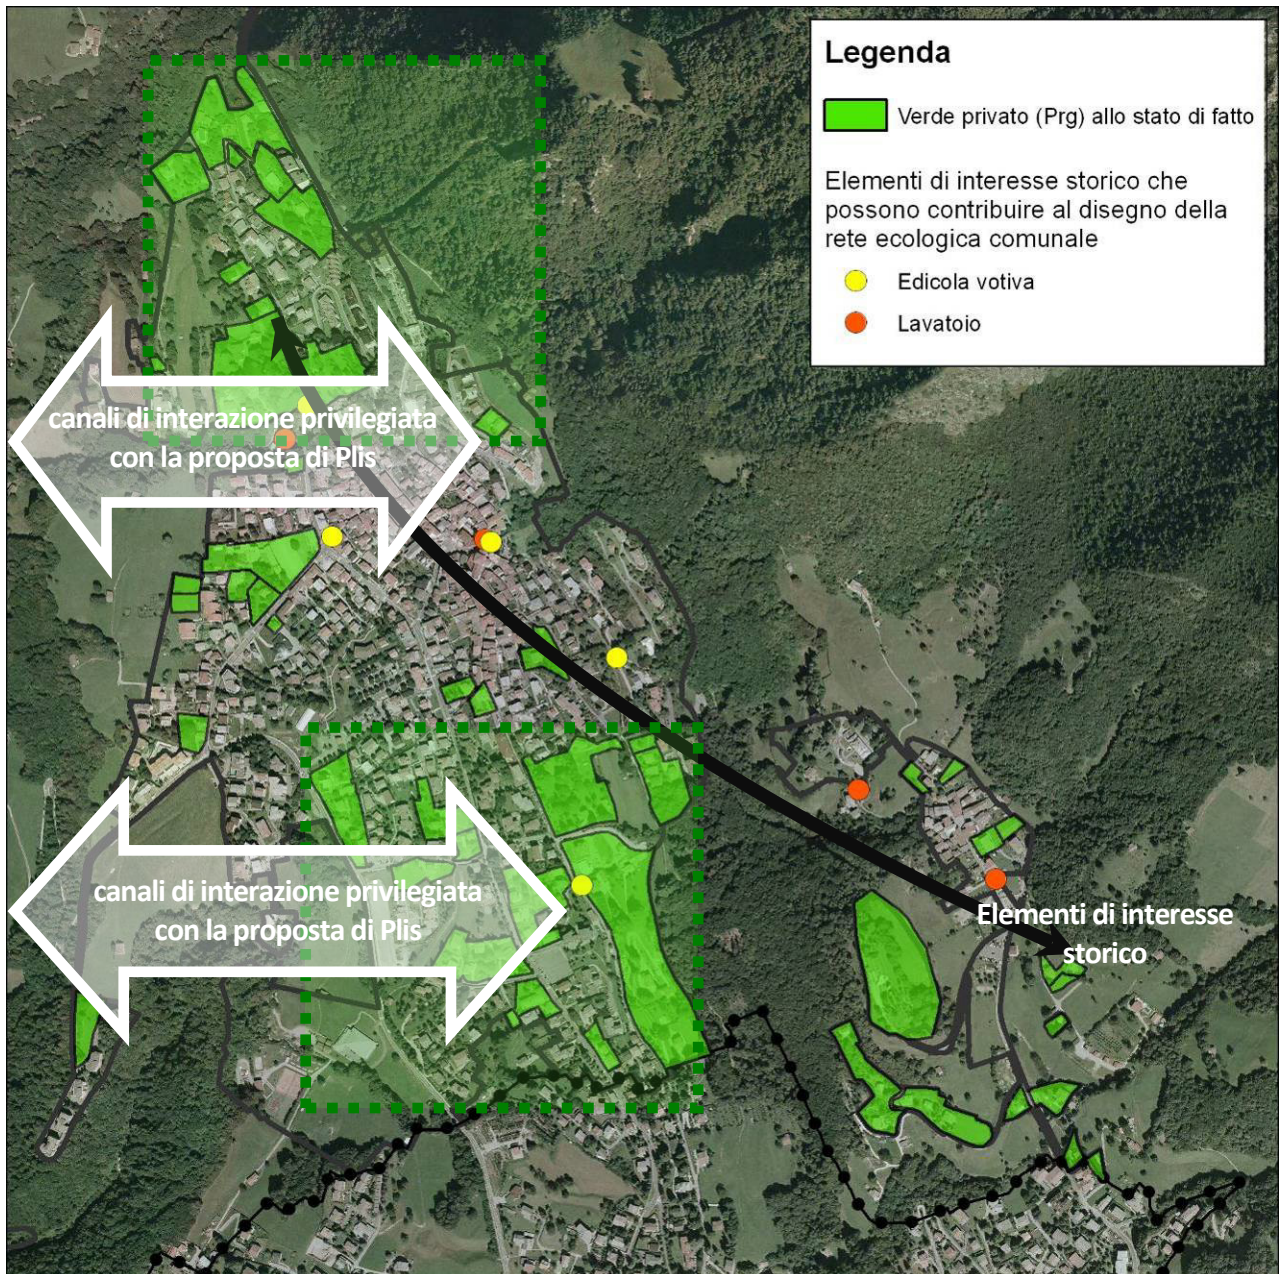 Legenda
Verde privato (Prg) allo stato di fatto
Elementi di interesse storico che
possono contribuire al disegno della
rete ecologica comunale
Edicola votiva
Lavatoio
canali di interazione privilegiata
con la proposta di Plis
canali di interazione privilegiata
con la proposta di Plis
Elementi di interesse
storico